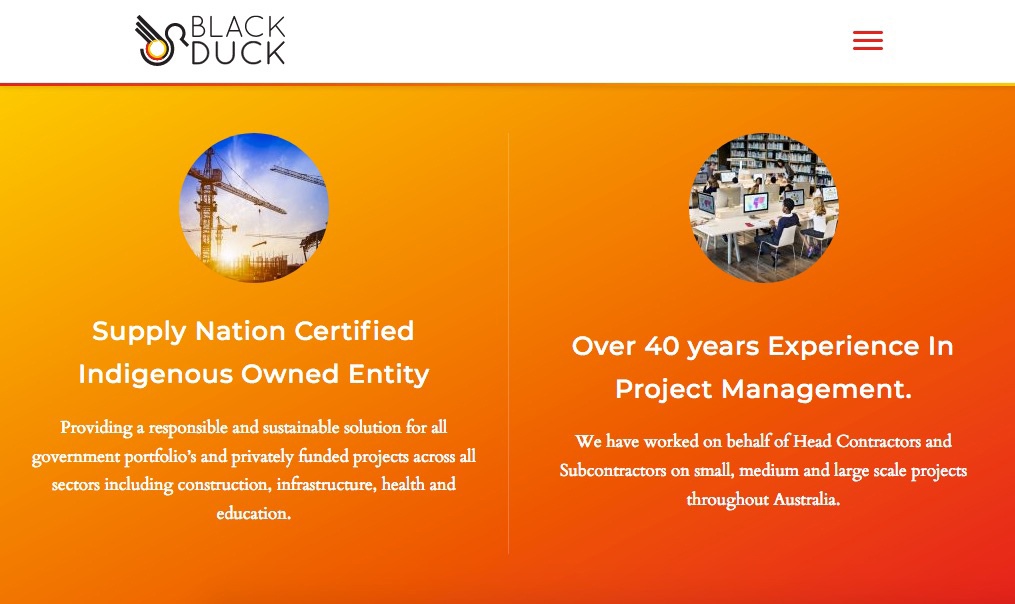 BLACK
DUCK
Supply Nation Certified
Indigenous Owned Entity
Providing a responsible and sustainable solution for all
government portfolio's and privately funded projects across all
sectors including construction, infrastructure, health and
education.
Over 40 years Experience In
Project Management.
We have worked on behalf of Head Contractors and
Subcontractors on small, medium and large scale projects
throughout Australia.